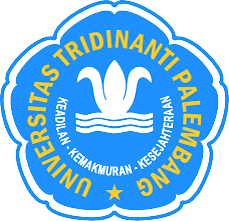 UNIVERSITAS TRIDINANTI PALEMBANG
KEADILAN - KEMAKMURAN - KESEJAHTERAAN